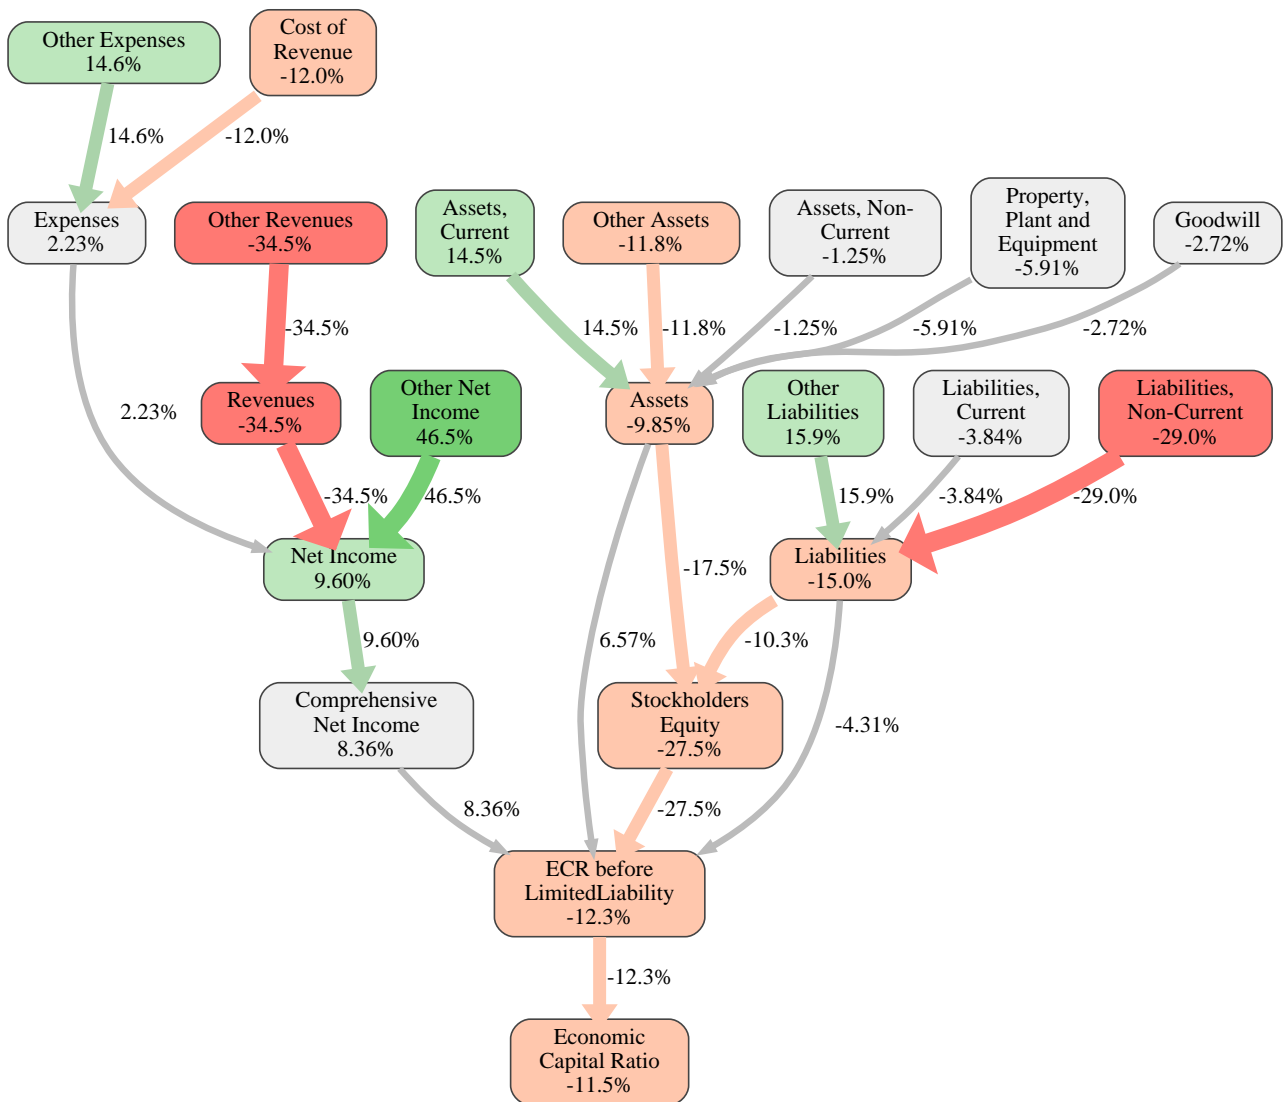 Other Expenses
14.6%
Cost of
Revenue
-12.0%
14.6%
-12.0%
Expenses
2.23%
Other Revenues
-34.5%
Assets,
Current
14.5%
Other Assets
-11.8%
Assets, Non-
Current
-1.25%
Property,
Plant and
Equipment
-5.91%
Goodwill
-2.72%
-34.5%
14.5%
-11.8%
-1.25%
-5.91%
-2.72%
2.23%
Revenues
-34.5%
Other Net
Income
46.5%
Assets
-9.85%
Other
Liabilities
15.9%
Liabilities,
Current
-3.84%
Liabilities,
Non-Current
-29.0%
-34.5%
46.5%
15.9%
-3.84%
-29.0%
Net Income
9.60%
-17.5%
Liabilities
-15.0%
9.60%
6.57%
-10.3%
Comprehensive
Net Income
8.36%
Stockholders
Equity
-27.5%
-4.31%
8.36%
-27.5%
ECR before
LimitedLiability
-12.3%
-12.3%
Economic
Capital Ratio
-11.5%